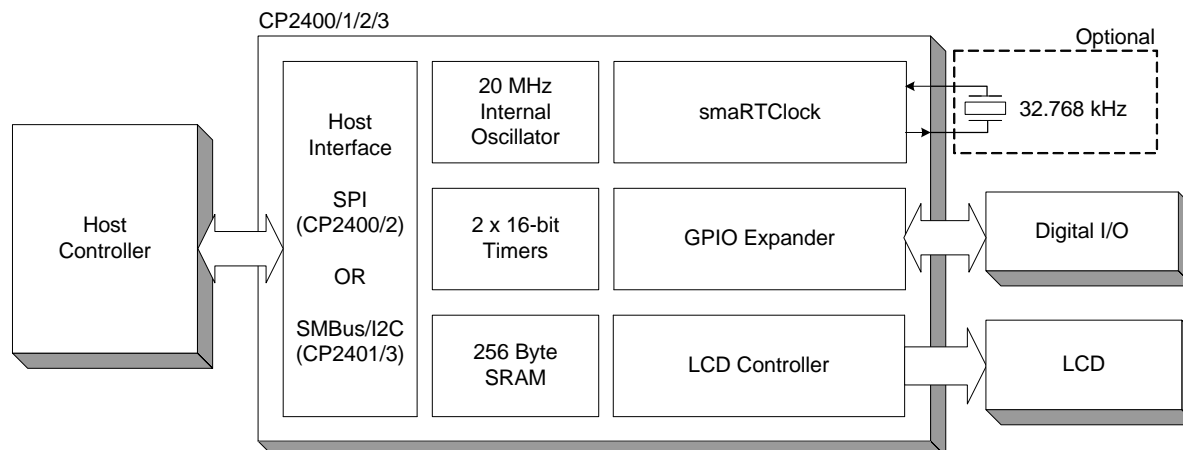 CP2400/1/2/3
Optional
Host
Controller
Host
Interface
SPI
(CP2400/2)
OR
SMBus/I2C
(CP2401/3)
20 MHz
Internal
Oscillator
smaRTClock
32.768 kHz
2 x 16-bit
Timers
GPIO Expander
Digital I/O
256 Byte
SRAM
LCD Controller
LCD